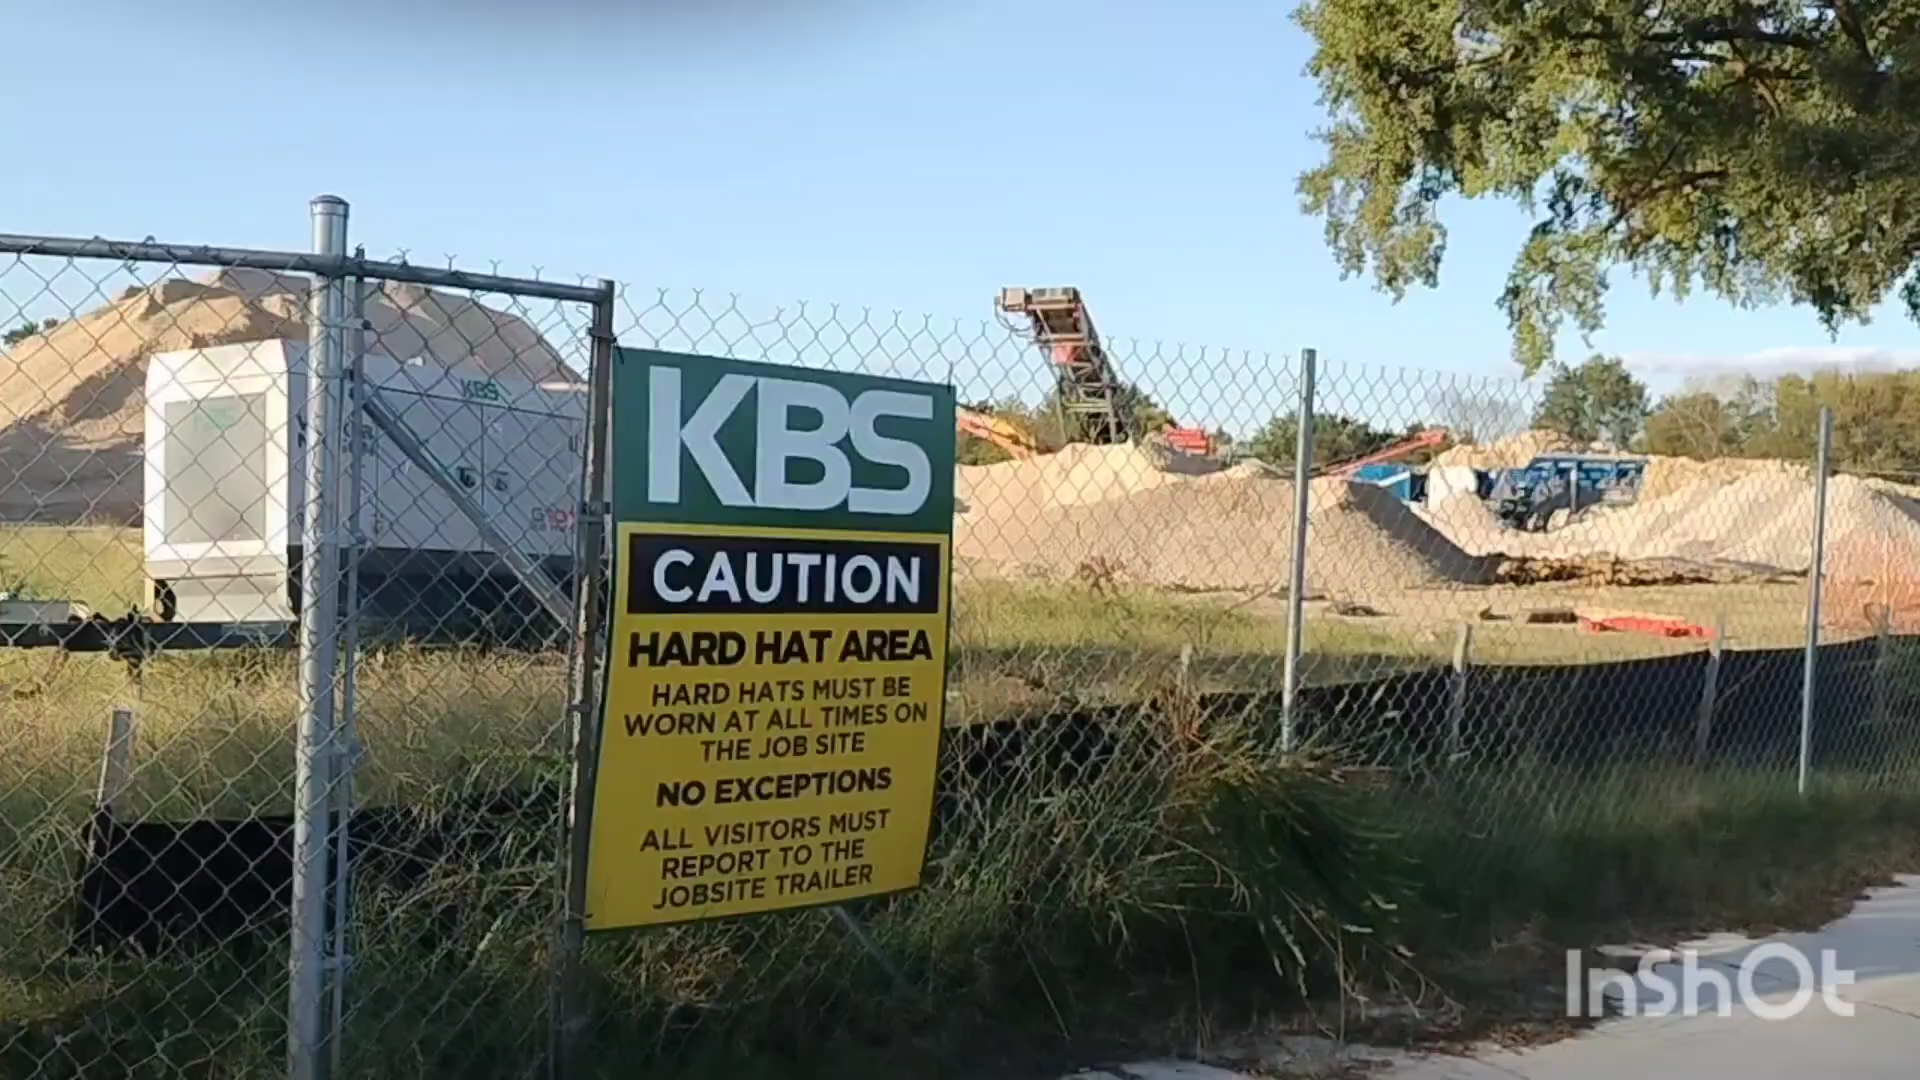 KBS
KBS
CAUTION
HARD HAT AREA
HARD HATS MUST BE
WORN AT ALL TIMES ON
THE JOB SITE
NO EXCEPTIONS
ALL VISITORS MUST
REPORT TO THE
JOBSITE TRAILER
InShOt